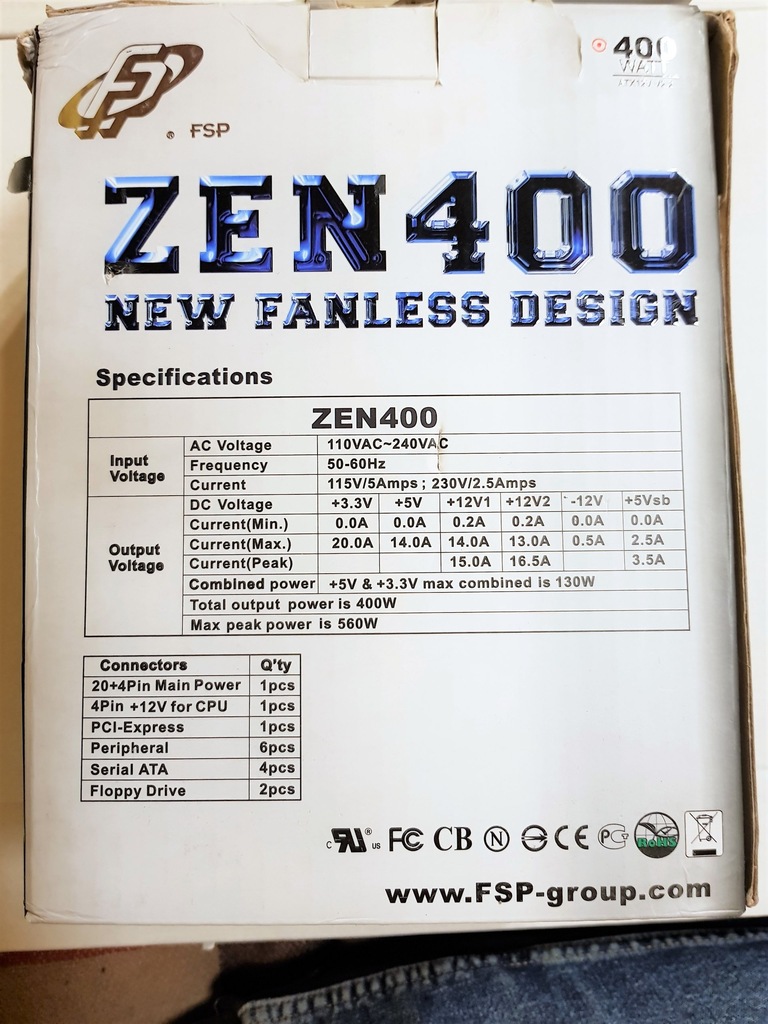 400
WATT
® FSP
ZEN400
NEW FANLESS DESIGN
Specifications
ZEN400
Input Voltage
AC Voltage 110VAC~240VAC
Frequency 50-60Hz
Current 115V/5Amps ; 230V/2.5Amps
Output Voltage
DC Voltage +3.3V +5V +12V1 +12V2 -12V +5Vsb
Current(Min.) 0.0A 0.0A 0.2A 0.2A 0.0A 0.0A
Current(Max.) 20.0A 14.0A 14.0A 13.0A 0.5A 2.5A
Current(Peak) 15.0A 16.5A 3.5A
Combined power +5V & +3.3V max combined is 130W
Total output power is 400W
Max peak power is 560W
Connectors Q'ty
20+4Pin Main Power 1pcs
4Pin +12V for CPU 1pcs
PCI-Express 1pcs
Peripheral 6pcs
Serial ATA 4pcs
Floppy Drive 2pcs
c RU ® us FC CB N CE PG RoHS
www.FSP-group.com